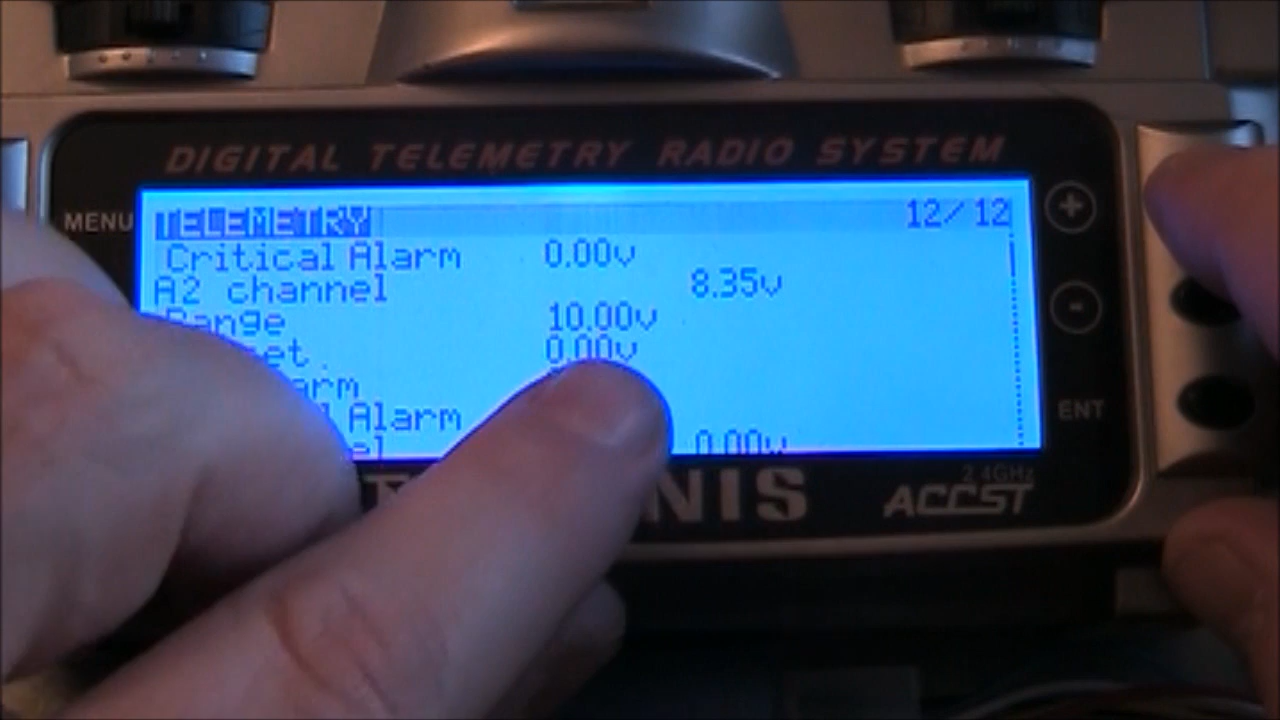 DIGITAL TELEMETRY RADIO SYSTEM
MENU
TELEMETRY 12/12
Critical Alarm 0.00v
A2 channel 8.35v
Range 10.00v
set 0.00v
arm
Alarm
el 0.00v
+
-
ENT
NIS
2.4GHz
ACCST